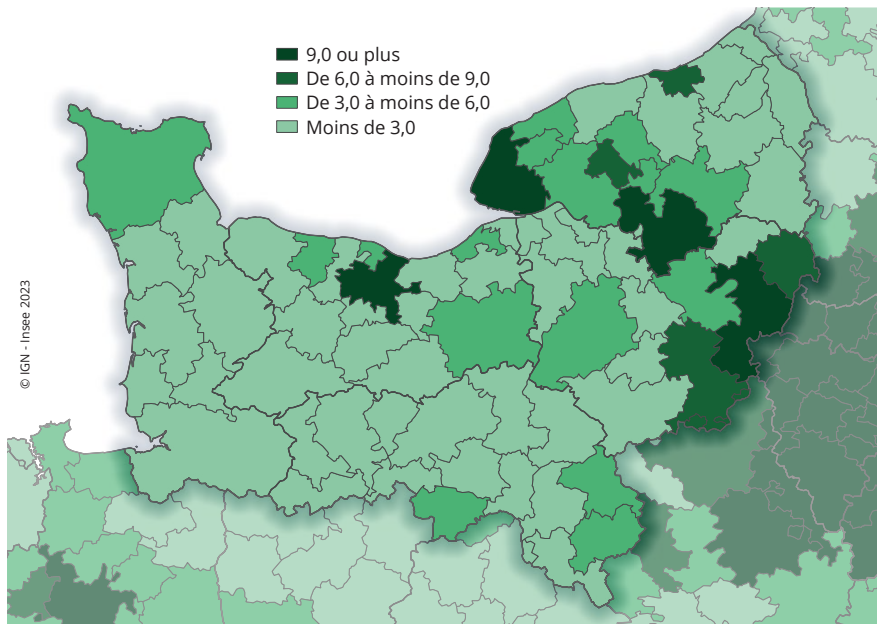 9,0 ou plus
De 6,0 à moins de 9,0
De 3,0 à moins de 6,0
Moins de 3,0
© IGN - Insee 2023